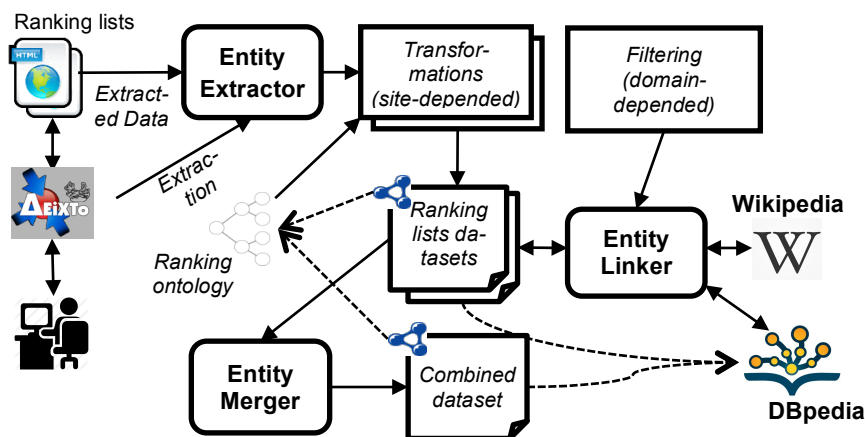 Ranking lists
HTML
Extract-
ed Data
Entity
Extractor
Transfor-
mations
(site-depended)
Filtering
(domain-
depended)
ΔEiXTo
Extrac-
tion
Ranking
ontology
Ranking
lists da-
tasets
Entity
Linker
Wikipedia
W
Entity
Merger
Combined
dataset
DBpedia